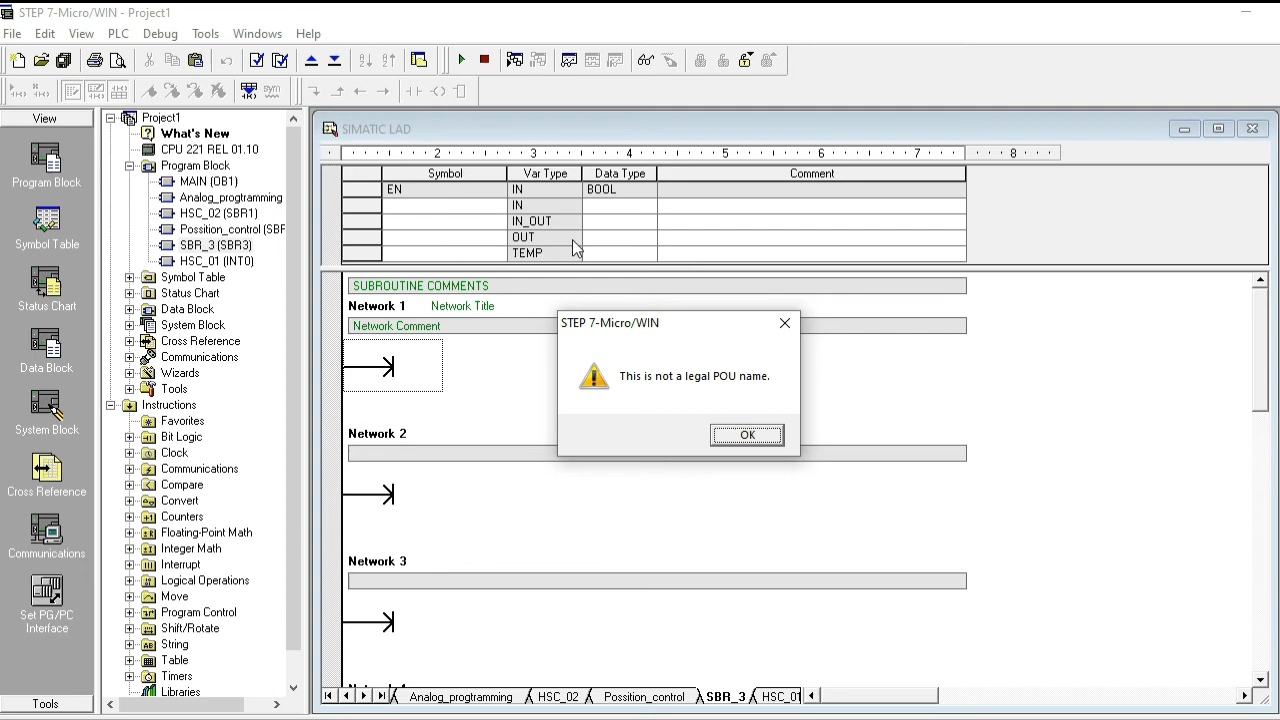 STEP 7-Micro/WIN - Project1
File Edit View PLC Debug Tools Windows Help
View
Program Block
Symbol Table
Status Chart
Data Block
System Block
Cross Reference
Communications
Set PG/PC
Interface
Tools
Project1
What's New
CPU 221 REL 01.10
Program Block
MAIN (OB1)
Analog_progtramming
HSC_02 (SBR1)
Possition_control (SBF
SBR_3 (SBR3)
HSC_01 (INT0)
Symbol Table
Status Chart
Data Block
System Block
Cross Reference
Communications
Wizards
Tools
Instructions
Favorites
Bit Logic
Clock
Communications
Compare
Convert
Counters
Floating-Point Math
Integer Math
Interrupt
Logical Operations
Move
Program Control
Shift/Rotate
String
Table
Timers
Libraries
SIMATIC LAD
2 3 4 5 6 7 8
Symbol Var Type Data Type Comment
EN IN BOOL
IN
IN_OUT
OUT
TEMP
SUBROUTINE COMMENTS
Network 1 Network Title
Network Comment
STEP 7-Micro/WIN
This is not a legal POU name.
OK
Network 2
Network 3
Analog_progtramming HSC_02 Possition_control SBR_3 HSC_01